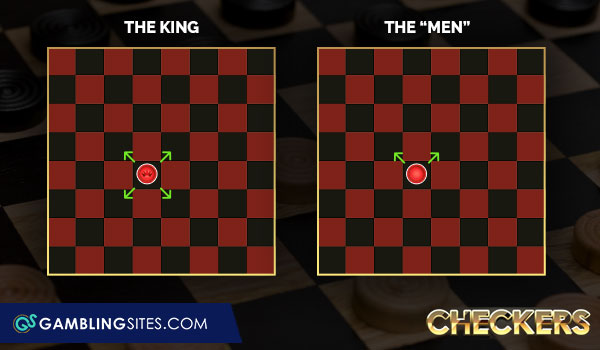 THE KING
THE “MEN”
GAMBLINGSITES.COM
CHECKERS